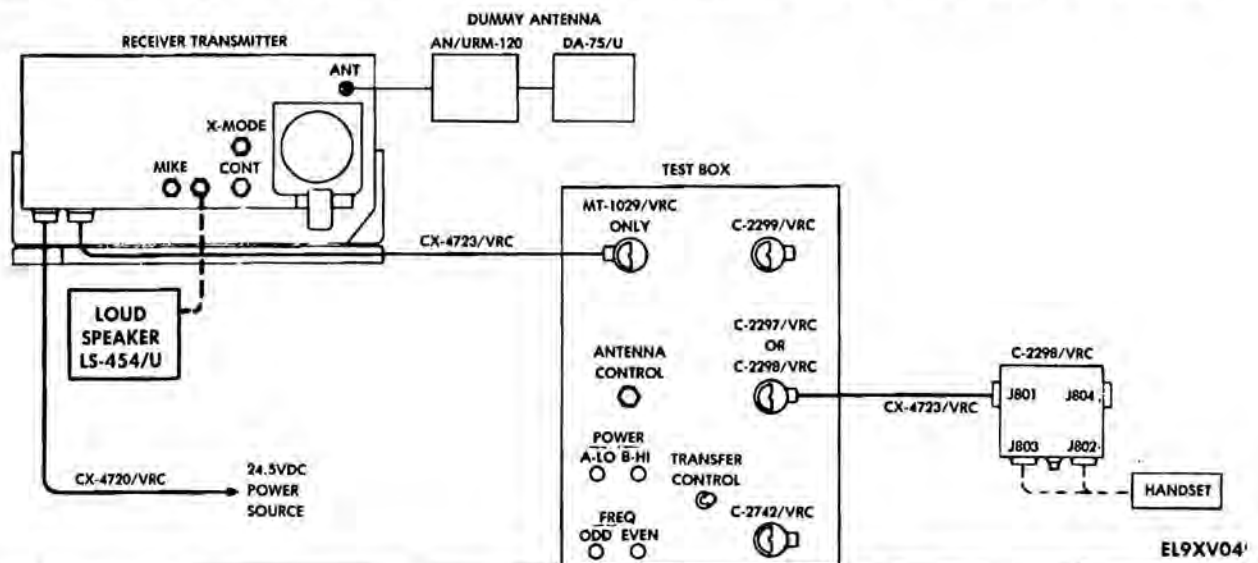 DUMMY ANTENNA
RECEIVER TRANSMITTER
AN/URM-120
DA-75/U
ANT
X-MODE
MIKE
CONT
TEST BOX
MT-1029/VRC
ONLY
C-2299/VRC
CX-4723/VRC
LOUD
SPEAKER
LS-454/U
C-2297/VRC
OR
C-2298/VRC
ANTENNA
CONTROL
C-2298/VRC
J801
J804
CX-4723/VRC
J803
J802
POWER
A-LO B-HI
TRANSFER
CONTROL
CX-4720/VRC
24.5VDC
POWER
SOURCE
HANDSET
FREQ
ODD EVEN
C-2742/VRC
EL9XV04